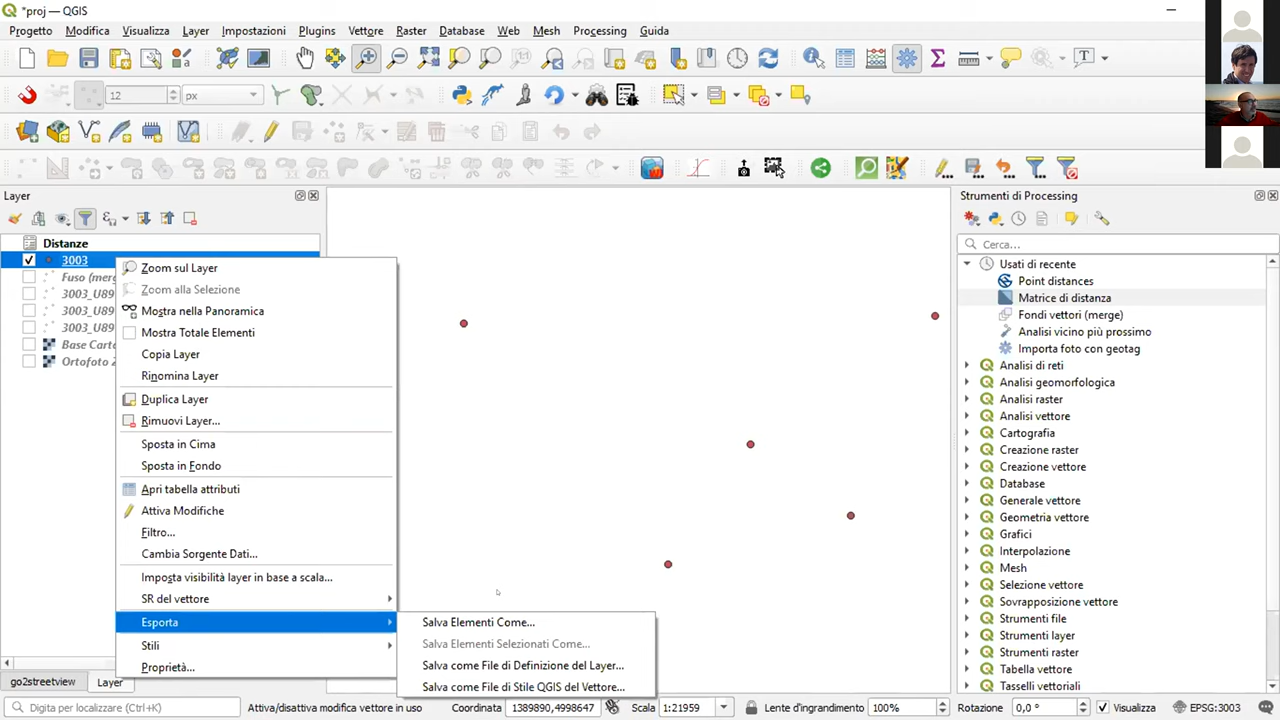 *proj — QGIS
Progetto Modifica Visualizza Layer Impostazioni Plugins Vettore Raster Database Web Mesh Processing Guida
12 px
Layer
Distanze
3003
Fuso (mer
3003_U89
3003_U89
3003_U89
Base Carto
Ortofoto 2
Zoom sul Layer
Zoom alla Selezione
Mostra nella Panoramica
Mostra Totale Elementi
Copia Layer
Rinomina Layer
Duplica Layer
Rimuovi Layer...
Sposta in Cima
Sposta in Fondo
Apri tabella attributi
Attiva Modifiche
Filtro...
Cambia Sorgente Dati...
Imposta visibilità layer in base a scala...
SR del vettore
Esporta
Stili
Proprietà...
Salva Elementi Come...
Salva Elementi Selezionati Come...
Salva come File di Definizione del Layer...
Salva come File di Stile QGIS del Vettore...
Strumenti di Processing
Cerca...
Usati di recente
Point distances
Matrice di distanza
Fondi vettori (merge)
Analisi vicino più prossimo
Importa foto con geotag
Analisi di reti
Analisi geomorfologica
Analisi raster
Analisi vettore
Cartografia
Creazione raster
Creazione vettore
Database
Generale vettore
Geometria vettore
Grafici
Interpolazione
Mesh
Selezione vettore
Sovrapposizione vettore
Strumenti file
Strumenti layer
Strumenti raster
Tabella vettore
Tasselli vettoriali
go2streetview Layer
Digita per localizzare (Ctrl+K) Attiva/disattiva modifica vettore in uso Coordinata 1389890,4998647 Scala 1:21959 Lente d'ingrandimento 100% Rotazione 0,0 ° Visualizza EPSG:3003